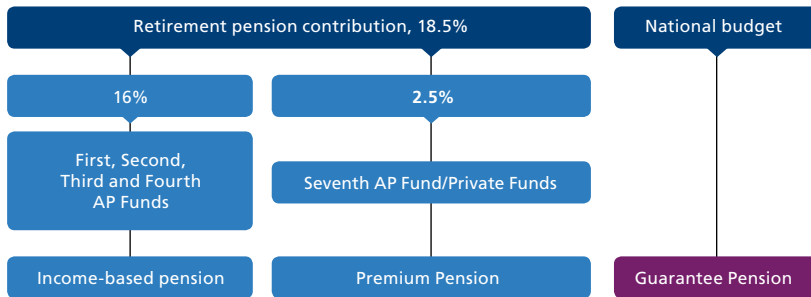 Retirement pension contribution, 18.5%
National budget
16%
2.5%
First, Second,
Third and Fourth
AP Funds
Seventh AP Fund/Private Funds
Income-based pension
Premium Pension
Guarantee Pension